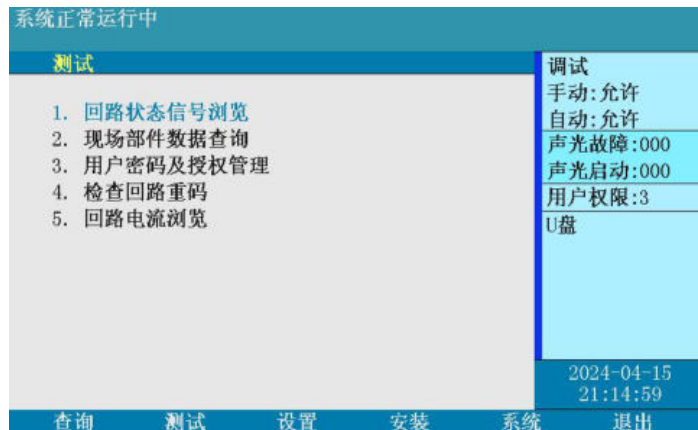 系统正常运行中
测试
1. 回路状态信号浏览
2. 现场部件数据查询
3. 用户密码及授权管理
4. 检查回路重码
5. 回路电流浏览
调试
手动:允许
自动:允许
声光故障:000
声光启动:000
用户权限:3
U盘
2024-04-15
21:14:59
查询 测试 设置 安装 系统 退出